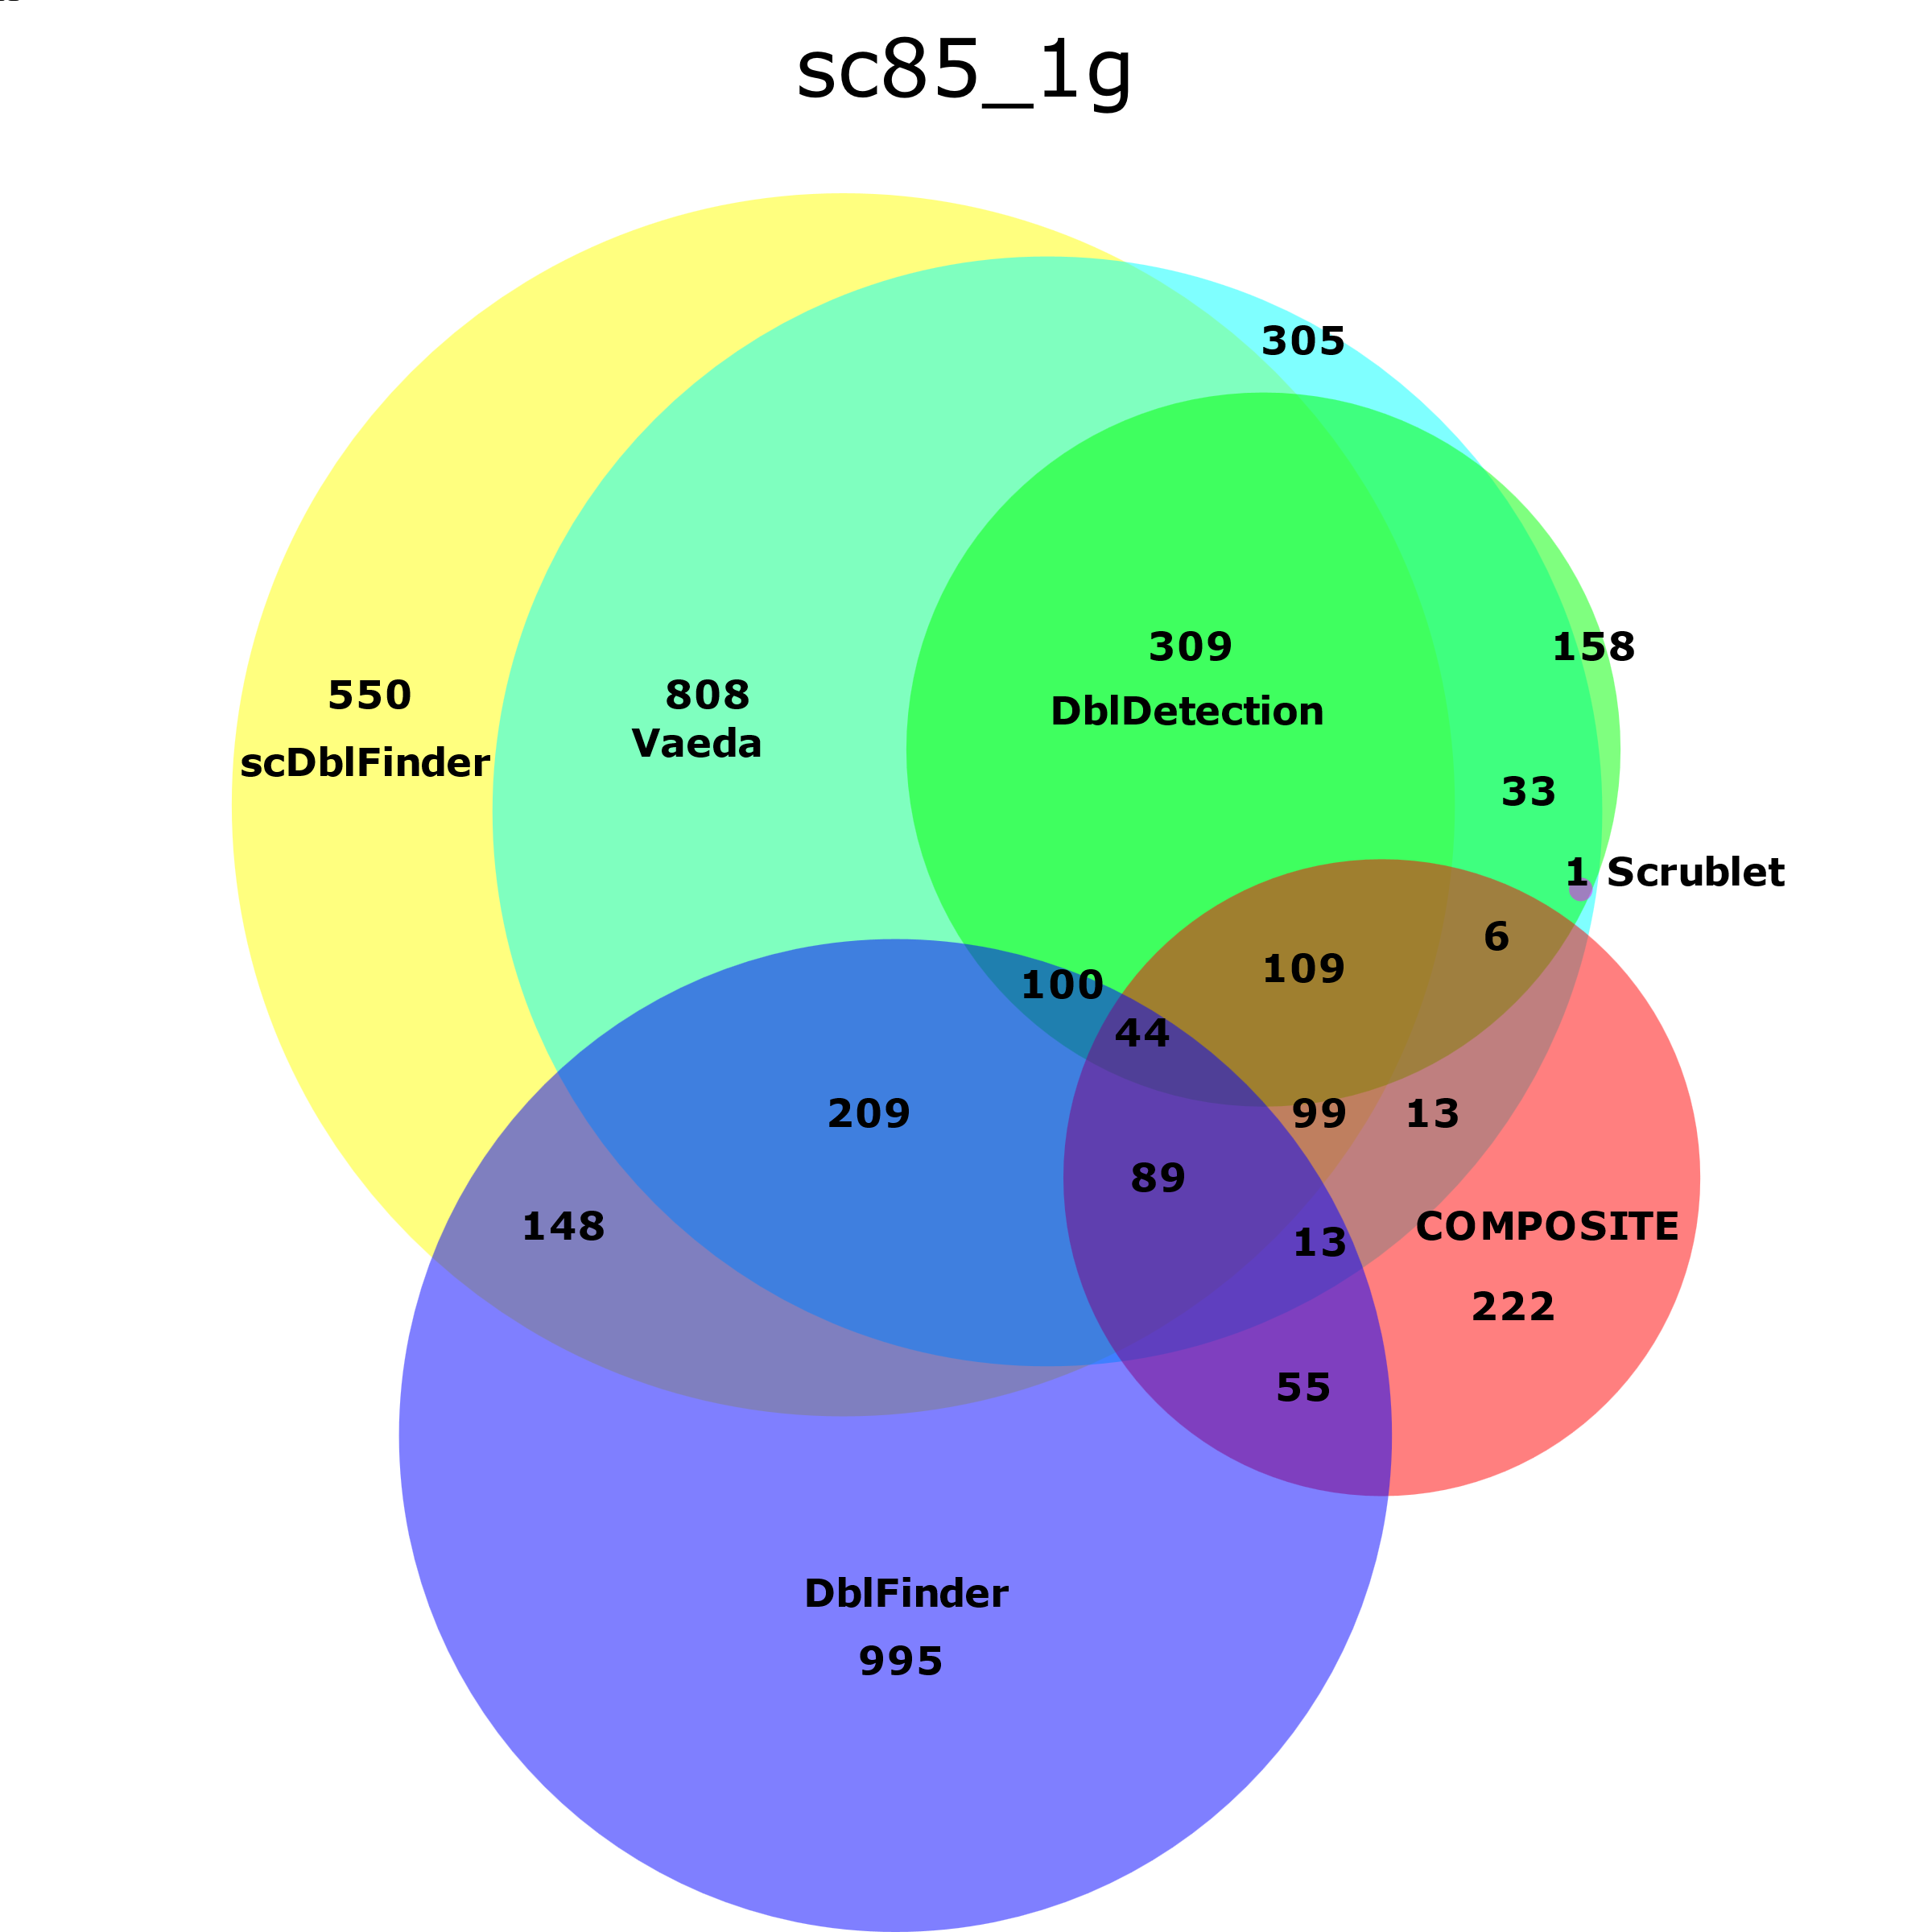 sc85_1g
305
309
158
DblDetection
550
808
scDblFinder
Vaeda
33
1 Scrublet
6
109
100
44
209
99
13
89
148
13
COMPOSITE
222
55
DblFinder
995